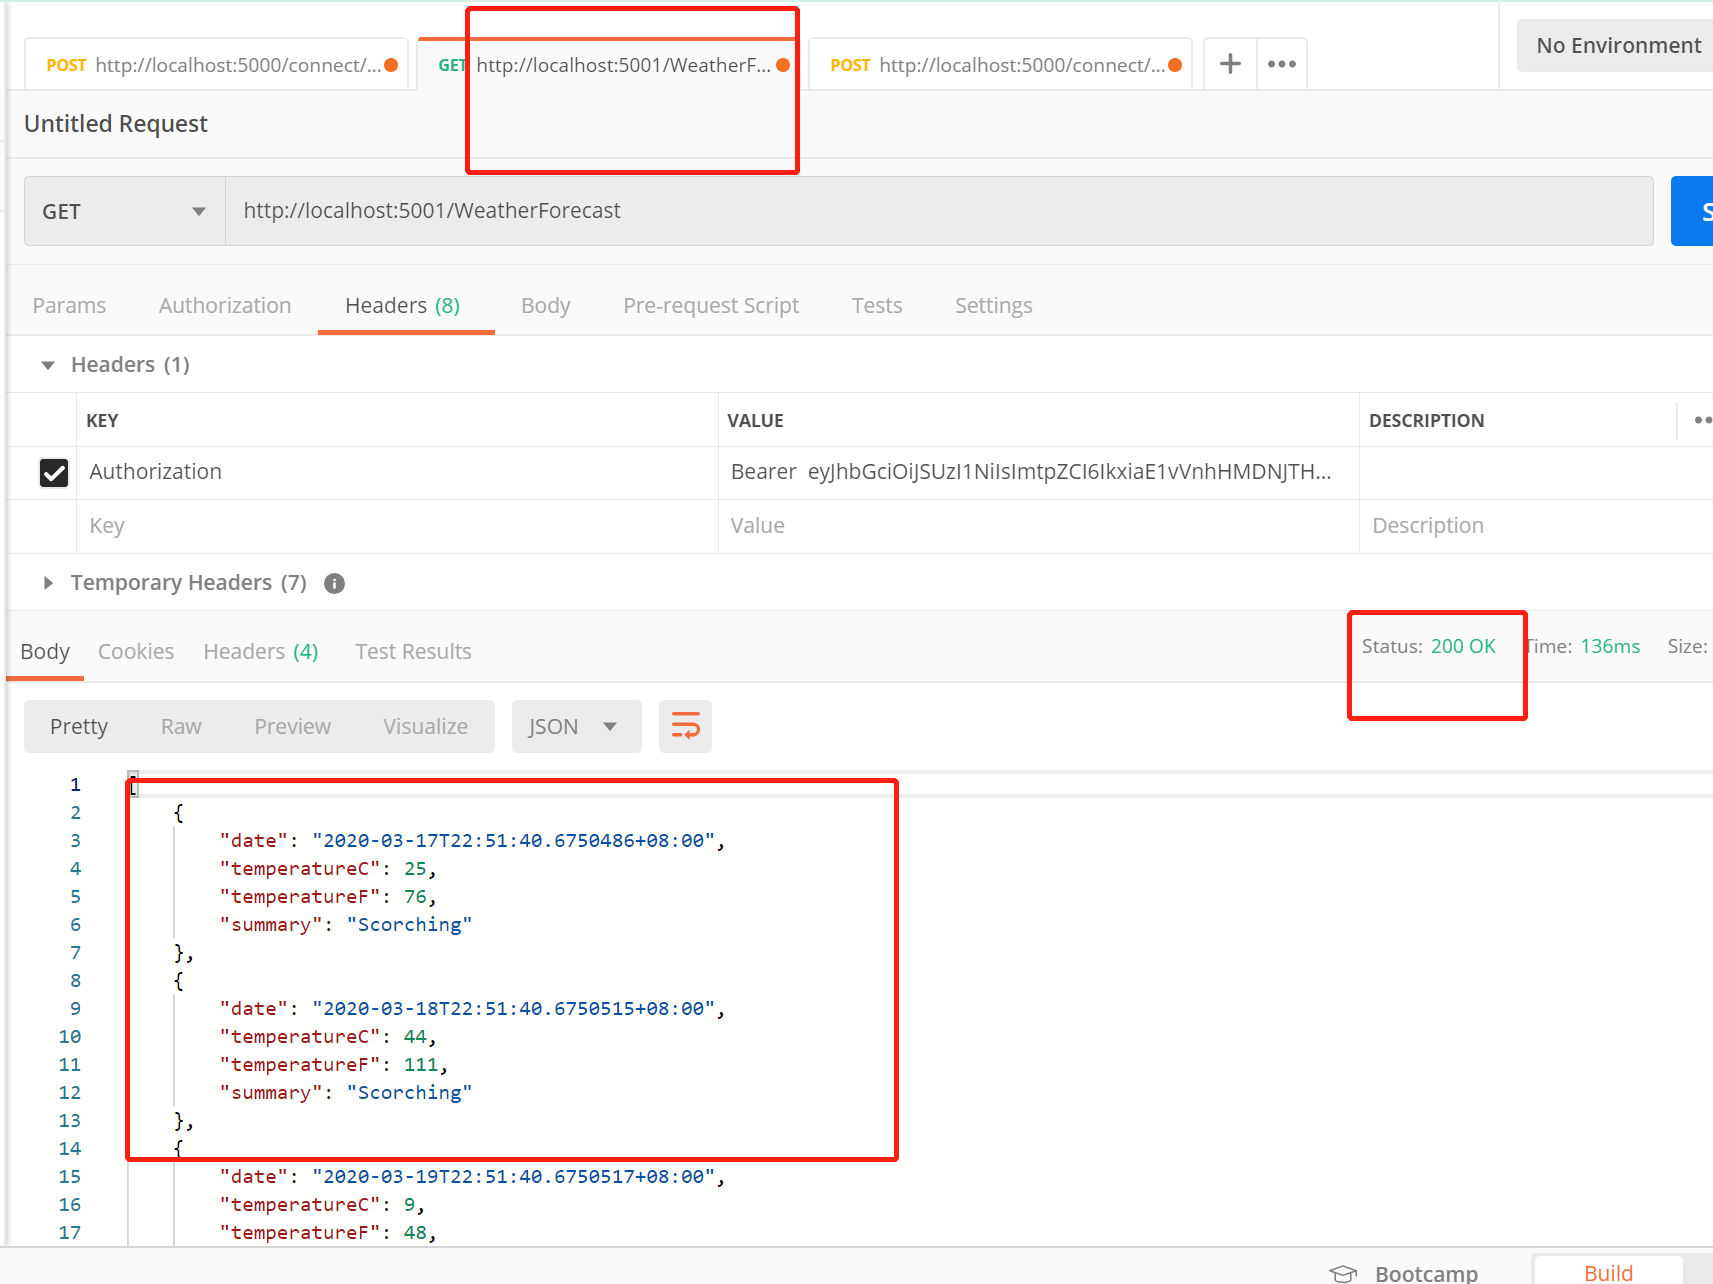 POST http://localhost:5000/connect/... GET http://localhost:5001/WeatherF... POST http://localhost:5000/connect/... + ••• No Environment
Untitled Request
GET http://localhost:5001/WeatherForecast S
Params Authorization Headers (8) Body Pre-request Script Tests Settings
Headers (1)
KEY VALUE DESCRIPTION
Authorization Bearer eyJhbGciOiJSUzI1NiIsImtpZCI6IkxiaE1vVnhHMDNJTH...
Key Value Description
Temporary Headers (7) i
Body Cookies Headers (4) Test Results Status: 200 OK Time: 136ms Size:
Pretty Raw Preview Visualize JSON
1 [
2 {
3 "date": "2020-03-17T22:51:40.6750486+08:00",
4 "temperatureC": 25,
5 "temperatureF": 76,
6 "summary": "Scorching"
7 },
8 {
9 "date": "2020-03-18T22:51:40.6750515+08:00",
10 "temperatureC": 44,
11 "temperatureF": 111,
12 "summary": "Scorching"
13 },
14 {
15 "date": "2020-03-19T22:51:40.6750517+08:00",
16 "temperatureC": 9,
17 "temperatureF": 48,
Bootcamp Build